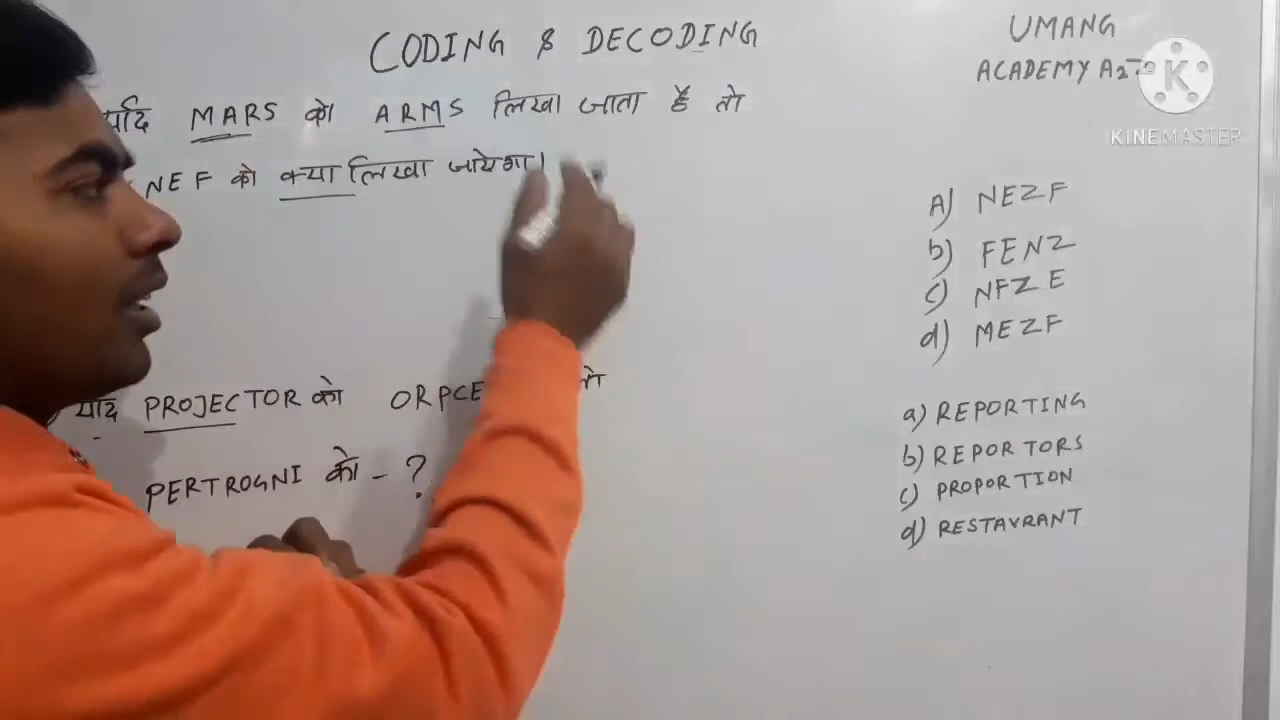 CODING & DECODING
UMANG
ACADEMY A2Z
KINEMASTER
यदि MARS को ARMS लिखा जाता है तो
NEF को क्या लिखा जायेगा।
A) NEZF
b) FENZ
c) NFZE
d) MEZF
यदि PROJECTOR को ORPCE तो
PERTROGNI को - ?
a) REPORTING
b) REPORTORS
c) PROPORTION
d) RESTAVRANT